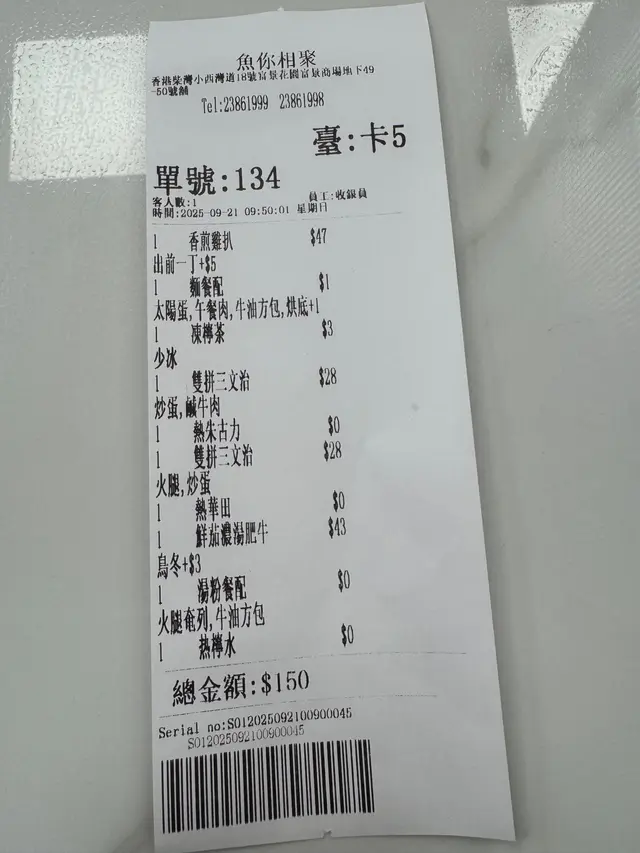 魚你相聚
香港柴灣小西灣道18號富景花園富景商場地下49
-50號舖
Tel:23861999 23861998
臺:卡5
單號:134
客人數:1 員工:收銀員
時間:2025-09-21 09:50:01 星期日
1 香煎雞扒 $47
出前一丁+$5
1 麵餐配 $1
太陽蛋,午餐肉,牛油方包,烘底+1
1 凍檸茶 $3
少冰
1 雙拼三文治 $28
炒蛋,鹹牛肉
1 熱朱古力 $0
1 雙拼三文治 $28
火腿,炒蛋
1 熱華田 $0
1 鮮茄濃湯肥牛 $43
烏冬+$3
1 湯粉餐配 $0
火腿奄列,牛油方包
1 熱檸水 $0
總金額:$150
Serial no:S012025092100900045
S012025092100900045